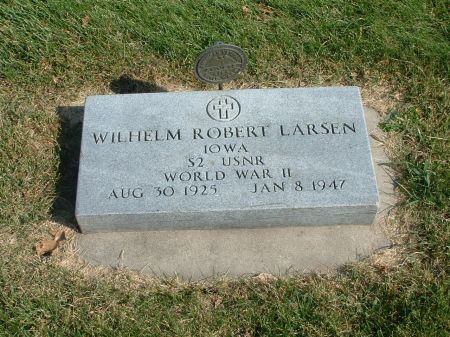 WILHELM ROBERT LARSEN
IOWA
S2 USNR
WORLD WAR II
AUG 30 1925 JAN 8 1947